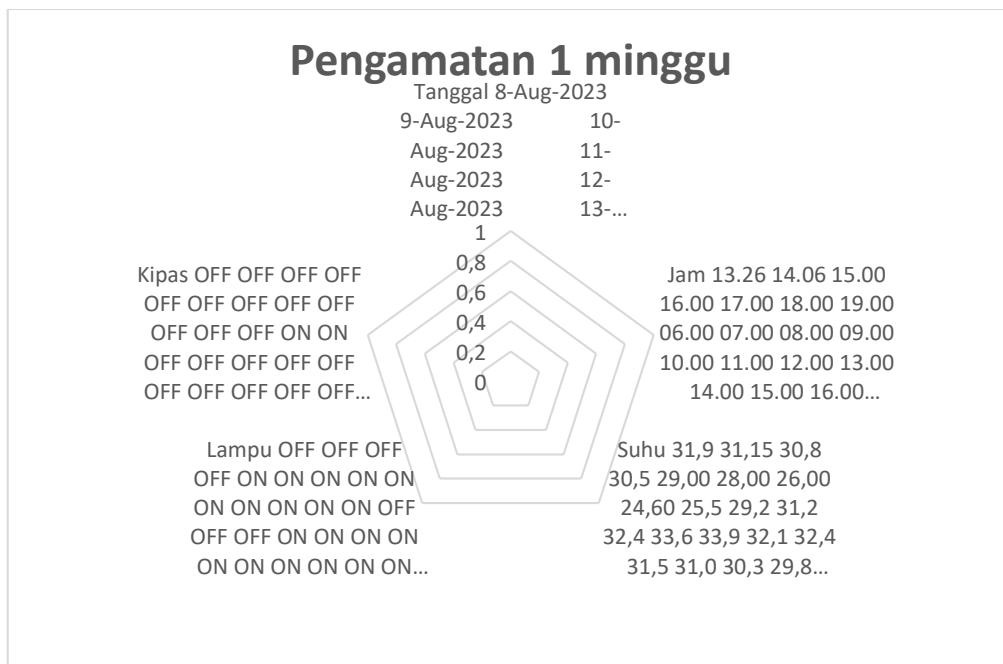 Pengamatan 1 minggu
Tanggal 8-Aug-2023
9-Aug-2023 10-
Aug-2023 11-
Aug-2023 12-
Aug-2023 13-...
1
0,8
0,6
0,4
0,2
0
Jam 13.26 14.06 15.00
16.00 17.00 18.00 19.00
06.00 07.00 08.00 09.00
10.00 11.00 12.00 13.00
14.00 15.00 16.00...
Suhu 31,9 31,15 30,8
30,5 29,00 28,00 26,00
24,60 25,5 29,2 31,2
32,4 33,6 33,9 32,1 32,4
31,5 31,0 30,3 29,8...
Lampu OFF OFF OFF
OFF ON ON ON ON ON
ON ON ON ON ON OFF
OFF OFF ON ON ON ON
ON ON ON ON ON ON...
Kipas OFF OFF OFF OFF
OFF OFF OFF OFF OFF
OFF OFF OFF ON ON
OFF OFF OFF OFF OFF
OFF OFF OFF OFF OFF...